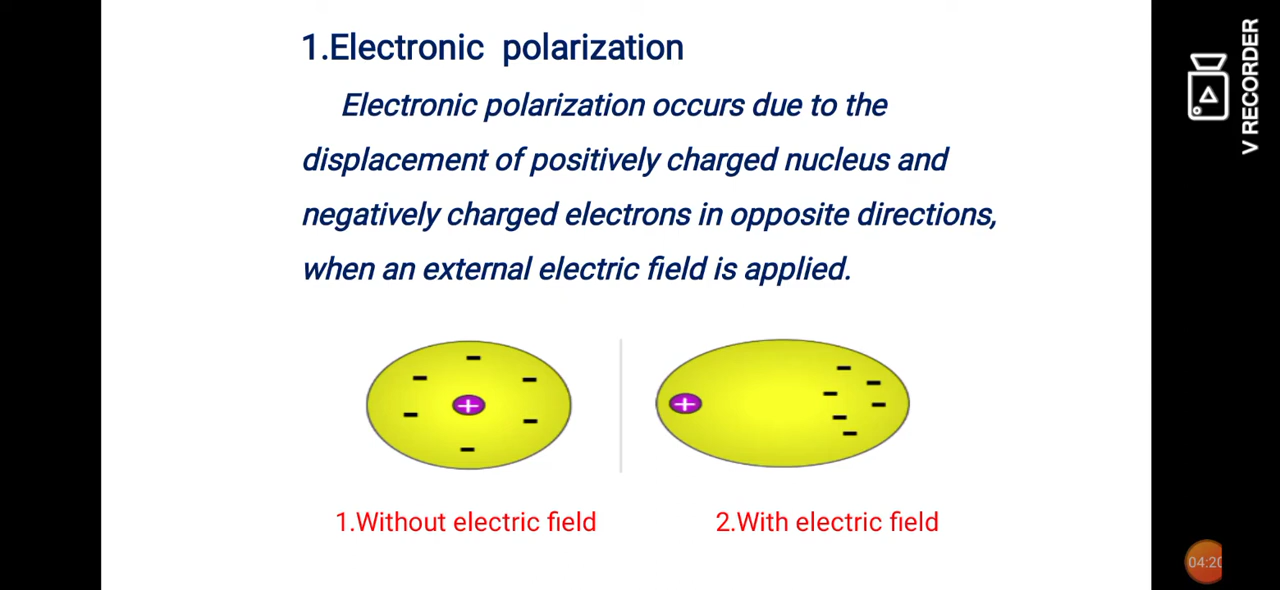 1.Electronic polarization
Electronic polarization occurs due to the
displacement of positively charged nucleus and
negatively charged electrons in opposite directions,
when an external electric field is applied.
1.Without electric field
2.With electric field
V RECORDER
04:20